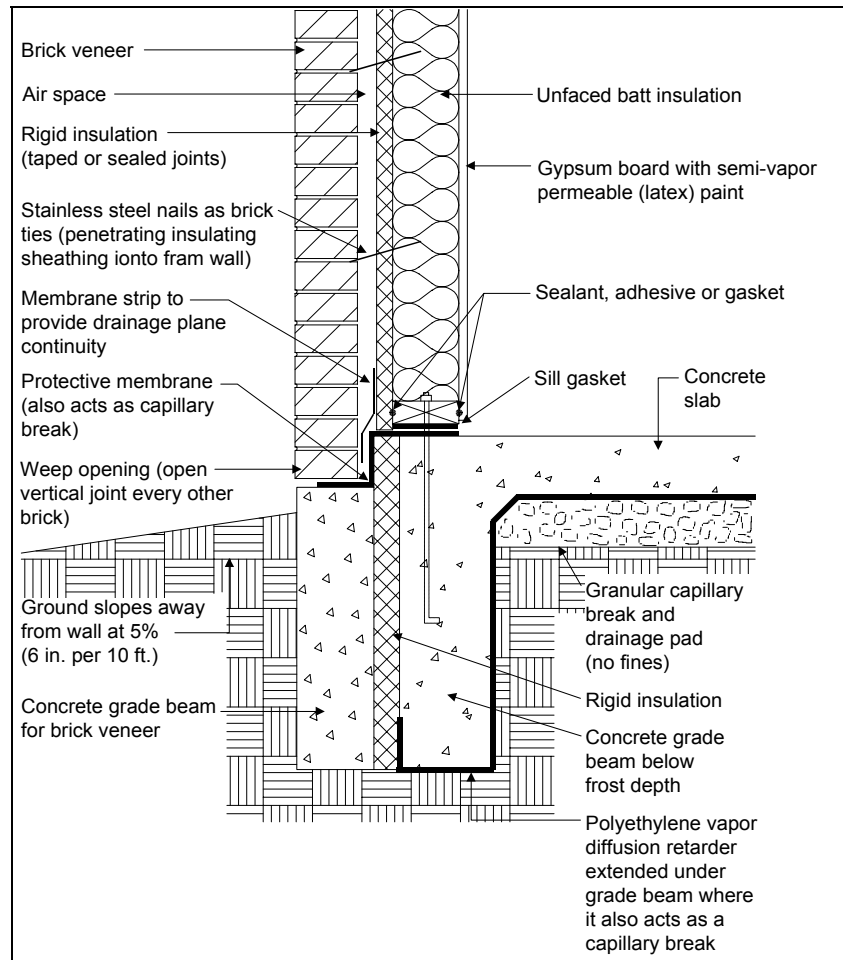 Brick veneer
Air space
Rigid insulation
(taped or sealed joints)
Stainless steel nails as brick
ties (penetrating insulating
sheathing ionto fram wall)
Membrane strip to
provide drainage plane
continuity
Protective membrane
(also acts as capillary
break)
Weep opening (open
vertical joint every other
brick)
Ground slopes away
from wall at 5%
(6 in. per 10 ft.)
Concrete grade beam
for brick veneer
Unfaced batt insulation
Gypsum board with semi-vapor
permeable (latex) paint
Sealant, adhesive or gasket
Sill gasket
Concrete
slab
Granular capillary
break and
drainage pad
(no fines)
Rigid insulation
Concrete grade
beam below
frost depth
Polyethylene vapor
diffusion retarder
extended under
grade beam where
it also acts as a
capillary break